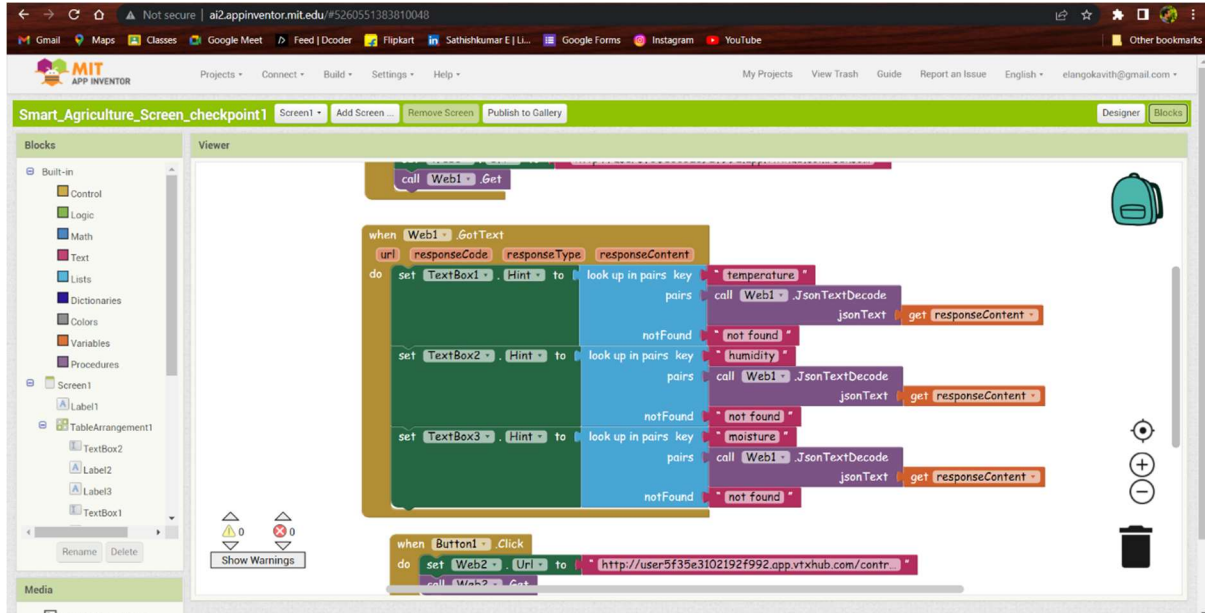 Not secure | ai2.appinventor.mit.edu/#5260551383810048
Gmail Maps Classes Google Meet Feed | Dcoder Flipkart Sathishkumar E | Li... Google Forms Instagram YouTube Other bookmarks
MIT APP INVENTOR Projects Connect Build Settings Help My Projects View Trash Guide Report an Issue English elangokavith@gmail.com
Smart_Agriculture_Screen_checkpoint1 Screen1 Add Screen ... Remove Screen Publish to Gallery Designer Blocks
Blocks Viewer
Built-in
Control
Logic
Math
Text
Lists
Dictionaries
Colors
Variables
Procedures
Screen1
Label1
TableArrangement1
TextBox2
Label2
Label3
TextBox1
Rename Delete
Media
call Web1 .Get
when Web1 .GotText
url responseCode responseType responseContent
do set TextBox1 . Hint to look up in pairs key " temperature "
pairs call Web1 .JsonTextDecode
jsonText get responseContent
notFound " not found "
set TextBox2 . Hint to look up in pairs key " humidity "
pairs call Web1 .JsonTextDecode
jsonText get responseContent
notFound " not found "
set TextBox3 . Hint to look up in pairs key " moisture "
pairs call Web1 .JsonTextDecode
jsonText get responseContent
notFound " not found "
when Button1 .Click
do set Web2 . Url to " http://user5f35e3102192f992.app.vtxhub.com/contr... "
call Web2 .Get
0 0
Show Warnings